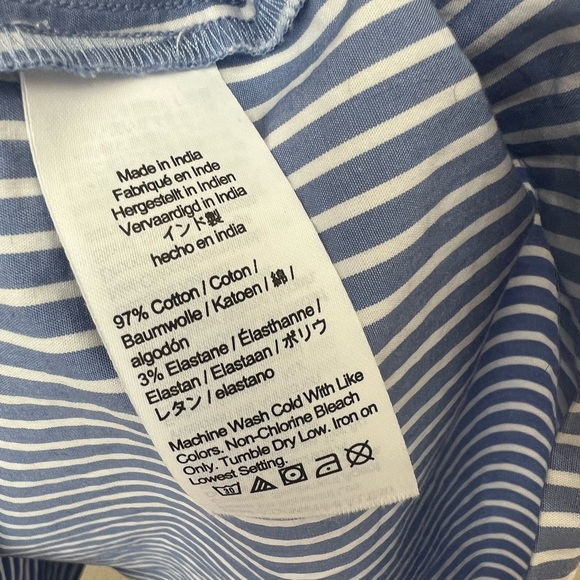 Made in India
Fabriqué en Inde
Hergestellt in Indien
Vervaardigd in India
インド製
hecho en India
97% Cotton / Coton /
Baumwolle / Katoen / 綿 /
algodón
3% Elastane / Élasthanne /
Elastan / Elastaan / ポリウ
レタン / elastano
Machine Wash Cold With Like
Colors. Non-Chlorine Bleach
Only. Tumble Dry Low. Iron on
Lowest Setting.
30